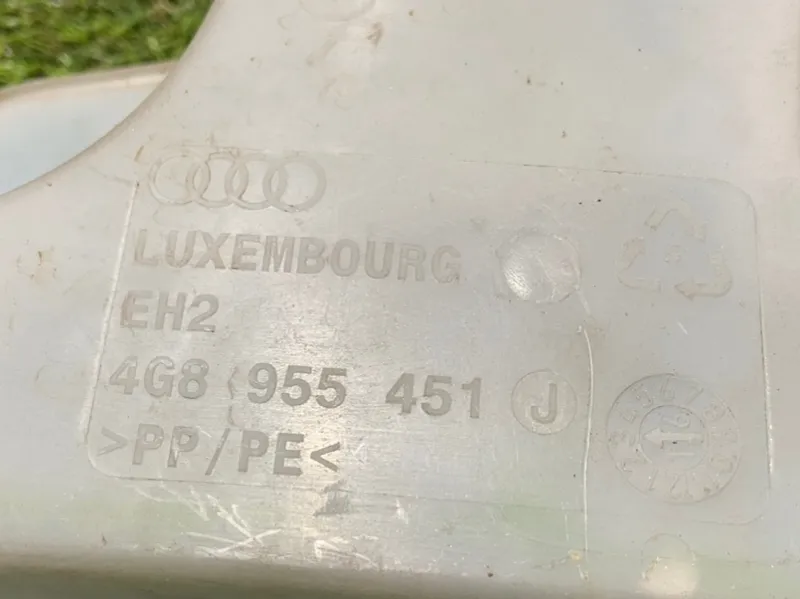 LUXEMBOURG
EH2
4G8 955 451 J
>PP/PE<